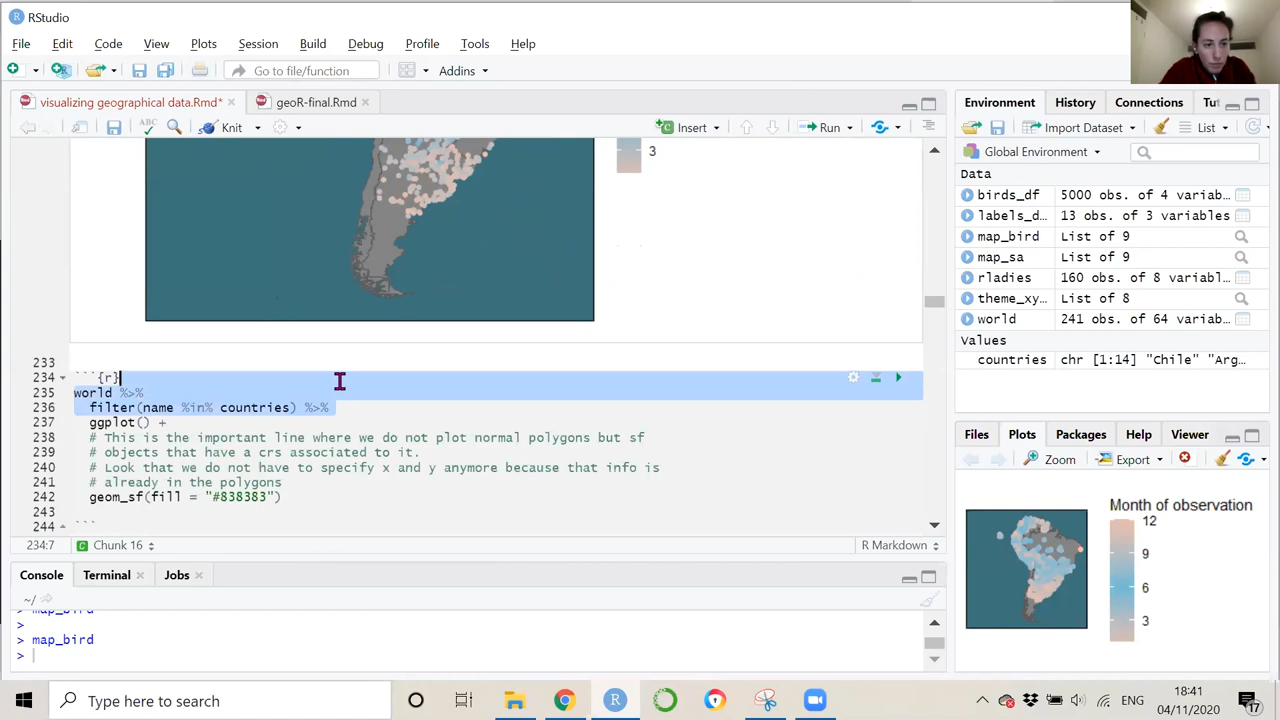 RStudio
File Edit Code View Plots Session Build Debug Profile Tools Help
Go to file/function Addins
visualizing geographical data.Rmd* geoR-final.Rmd
ABC Knit Insert Run
3
233
234 ```{r}
235 world %>%
236 filter(name %in% countries) %>%
237 ggplot() +
238 # This is the important line where we do not plot normal polygons but sf
239 # objects that have a crs associated to it.
240 # Look that we do not have to specify x and y anymore because that info is
241 # already in the polygons
242 geom_sf(fill = "#838383")
243
244 ```
234:7 Chunk 16 R Markdown
Console Terminal Jobs
~/
> map_bird
>
> map_bird
>
Environment History Connections Tu
Import Dataset List
Global Environment
Data
birds_df 5000 obs. of 4 variab…
labels_d… 13 obs. of 3 variables
map_bird List of 9
map_sa List of 9
rladies 160 obs. of 8 variabl…
theme_xy… List of 8
world 241 obs. of 64 variab…
Values
countries chr [1:14] "Chile" "Arg…
Files Plots Packages Help Viewer
Zoom Export
Month of observation
12
9
6
3
Type here to search
ENG
18:41
04/11/2020
17